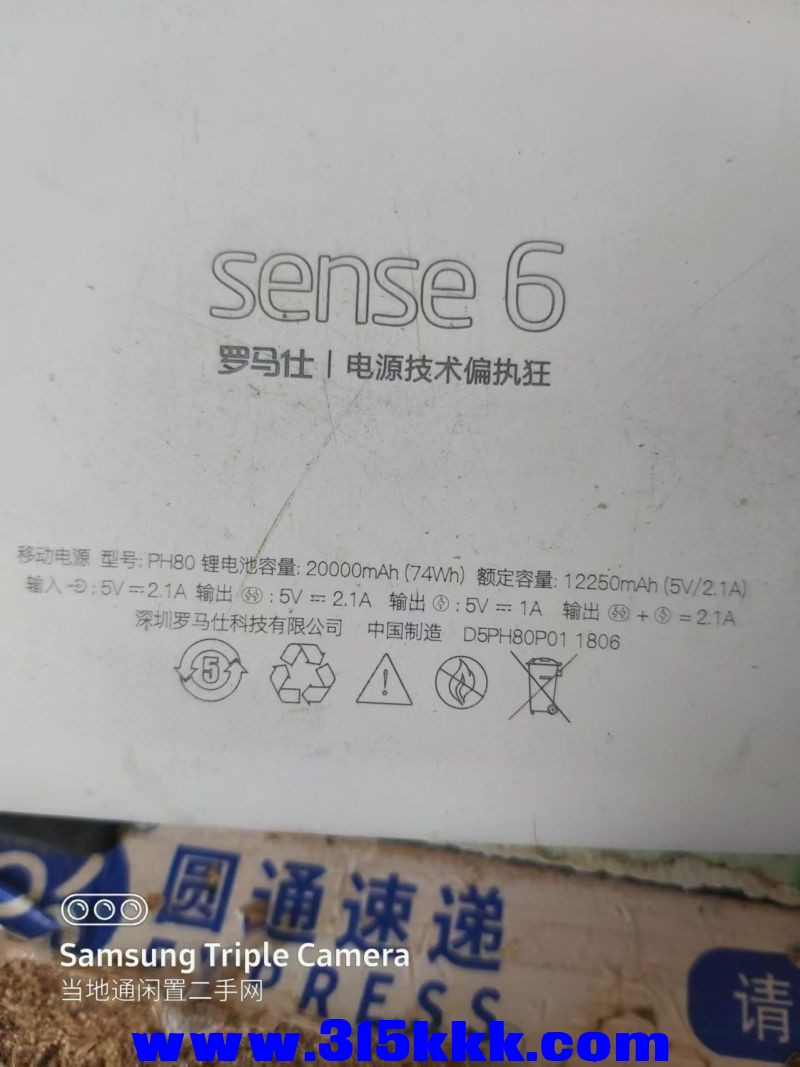 sense 6
罗马仕 | 电源技术偏执狂
移动电源 型号: PH80 锂电池容量: 20000mAh (74Wh) 额定容量: 12250mAh (5V/2.1A)
输入 : 5V⎓2.1A 输出 : 5V⎓2.1A 输出 : 5V⎓1A 输出 + = 2.1A
深圳罗马仕科技有限公司 中国制造 D5PH80P01 1806
5
圆通速递
EXPRESS
请
Samsung Triple Camera
当地通闲置二手网
www.315kkk.com